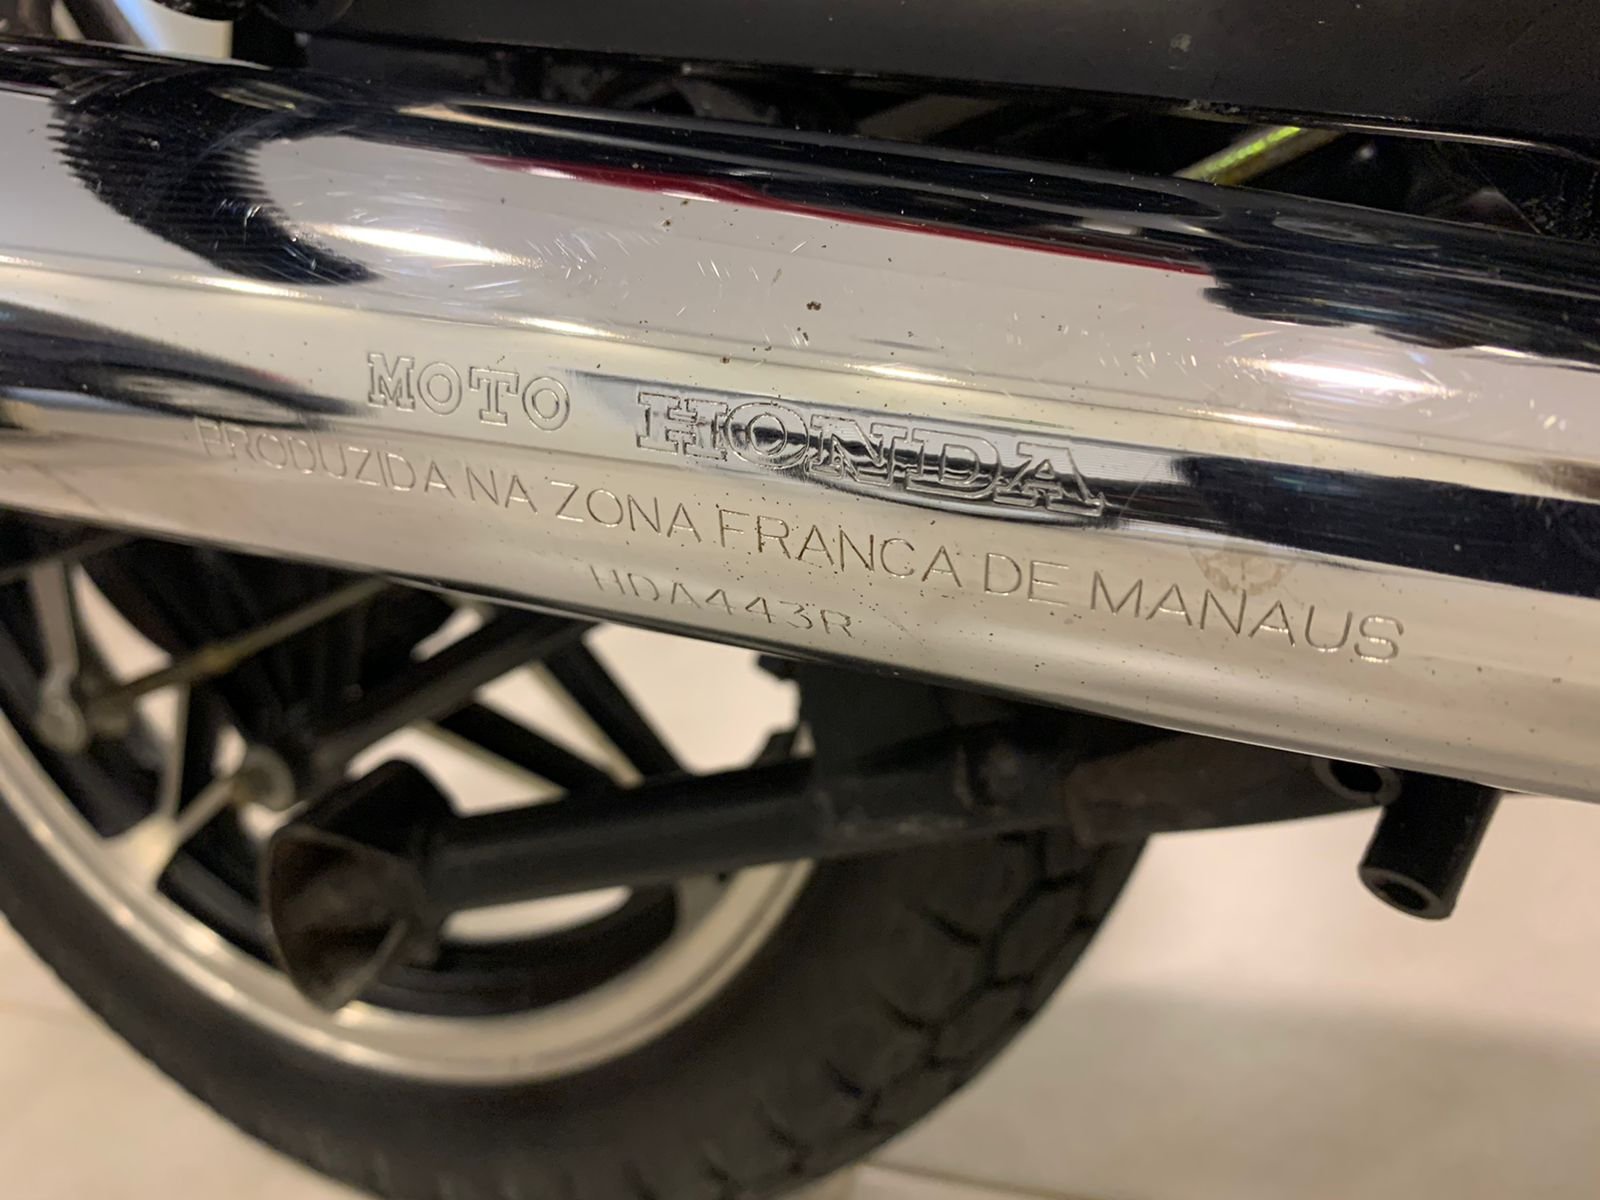 MOTO HONDA
PRODUZIDA NA ZONA FRANCA DE MANAUS
HDA443R